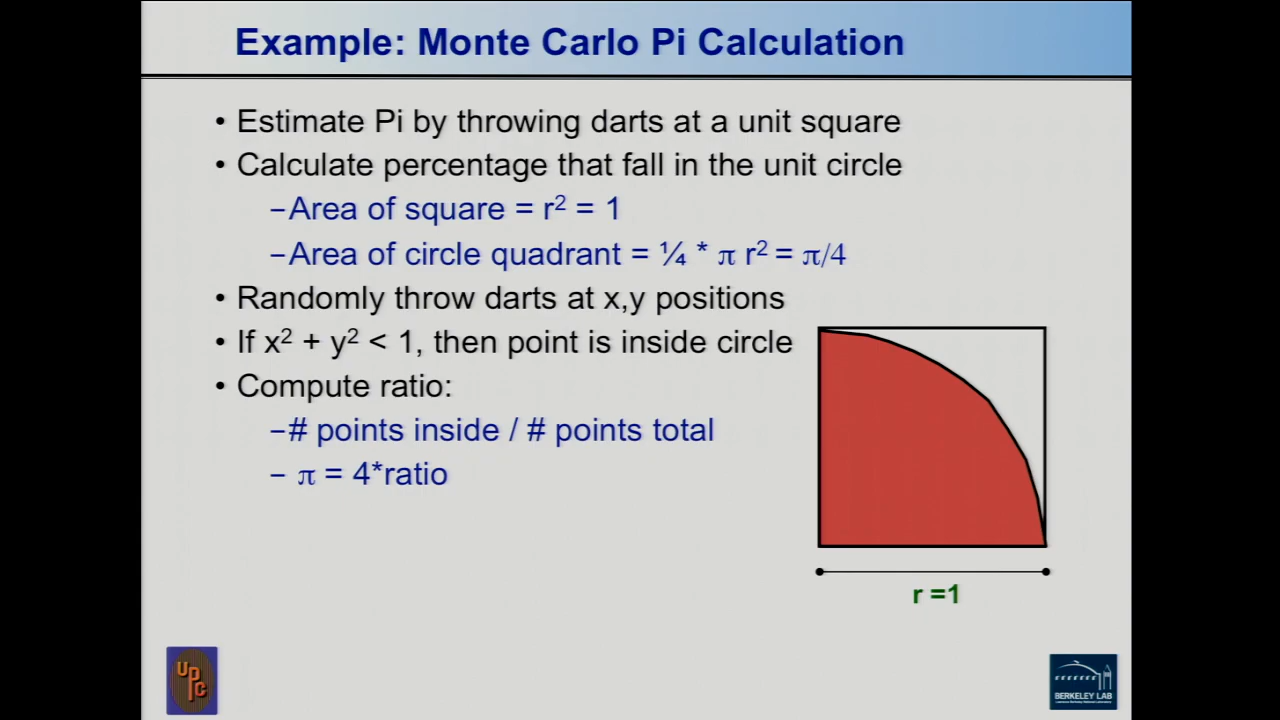 Example: Monte Carlo Pi Calculation
• Estimate Pi by throwing darts at a unit square
• Calculate percentage that fall in the unit circle
–Area of square = r² = 1
–Area of circle quadrant = ¼ * π r² = π/4
• Randomly throw darts at x,y positions
• If x² + y² < 1, then point is inside circle
• Compute ratio:
–# points inside / # points total
– π = 4*ratio
r =1
UPC
BERKELEY LAB